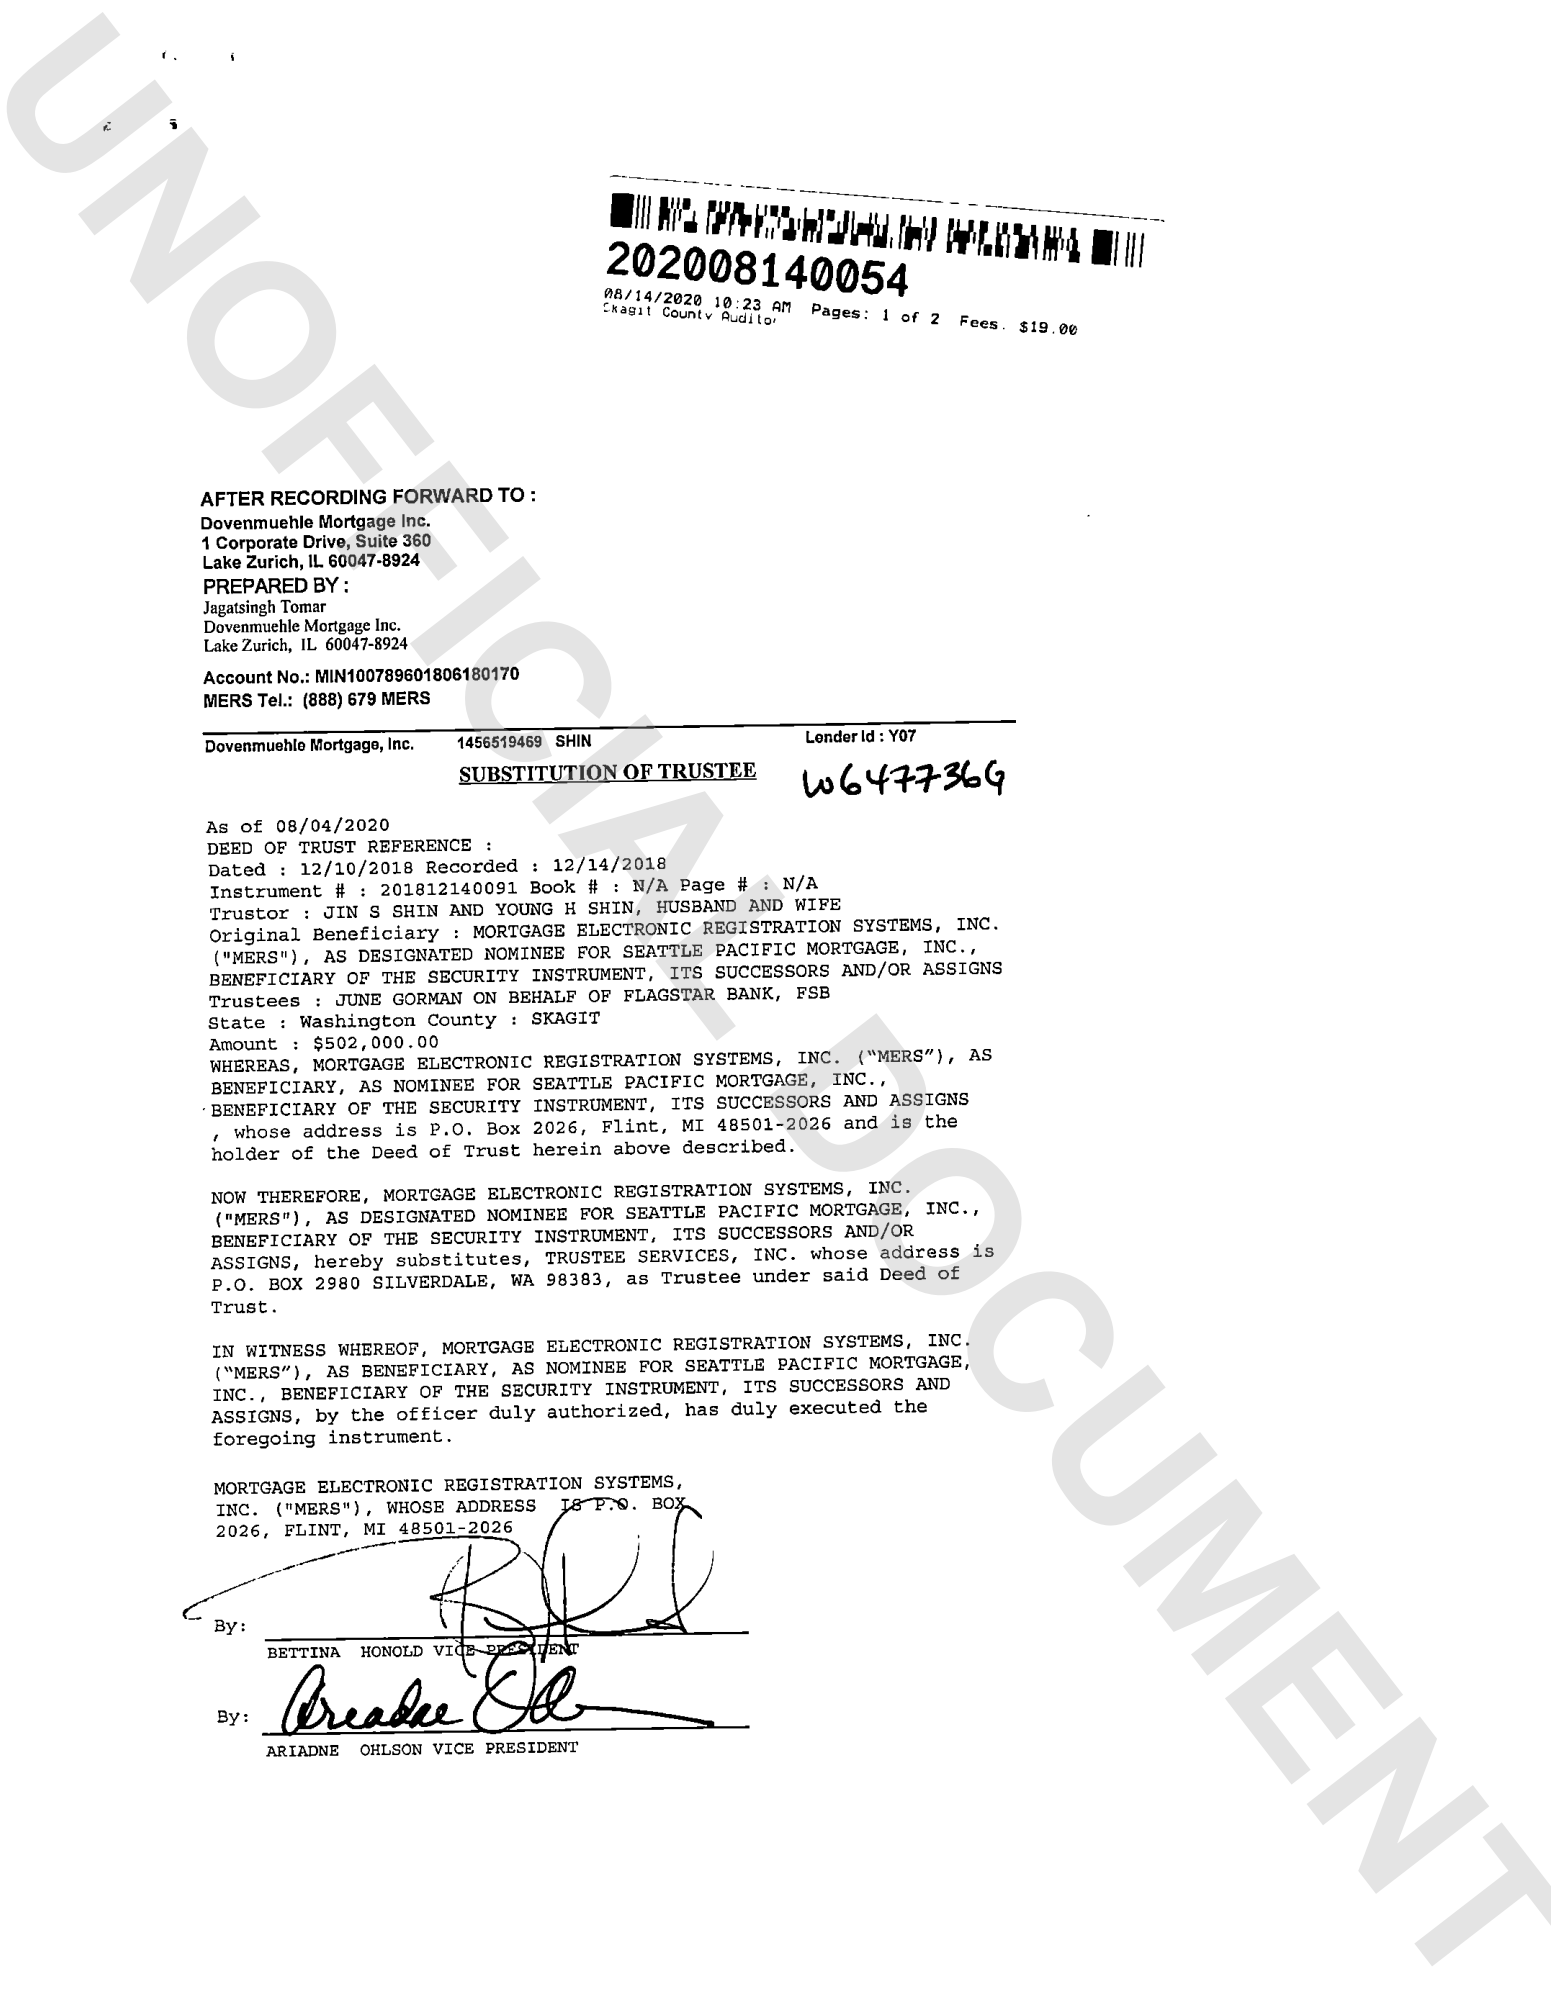 202008140054
08/14/2020 10:23 AM Pages: 1 of 2 Fees. $19.00
Skagit County Auditor
AFTER RECORDING FORWARD TO :
Dovenmuehle Mortgage Inc.
1 Corporate Drive, Suite 360
Lake Zurich, IL 60047-8924
PREPARED BY :
Jagatsingh Tomar
Dovenmuehle Mortgage Inc.
Lake Zurich, IL 60047-8924
Account No.: MIN100789601806180170
MERS Tel.: (888) 679 MERS
Dovenmuehle Mortgage, Inc. 1456519469 SHIN Lender Id : Y07
SUBSTITUTION OF TRUSTEE W647736G
As of 08/04/2020
DEED OF TRUST REFERENCE :
Dated : 12/10/2018 Recorded : 12/14/2018
Instrument # : 201812140091 Book # : N/A Page # : N/A
Trustor : JIN S SHIN AND YOUNG H SHIN, HUSBAND AND WIFE
Original Beneficiary : MORTGAGE ELECTRONIC REGISTRATION SYSTEMS, INC.
("MERS"), AS DESIGNATED NOMINEE FOR SEATTLE PACIFIC MORTGAGE, INC.,
BENEFICIARY OF THE SECURITY INSTRUMENT, ITS SUCCESSORS AND/OR ASSIGNS
Trustees : JUNE GORMAN ON BEHALF OF FLAGSTAR BANK, FSB
State : Washington County : SKAGIT
Amount : $502,000.00
WHEREAS, MORTGAGE ELECTRONIC REGISTRATION SYSTEMS, INC. (“MERS”), AS
BENEFICIARY, AS NOMINEE FOR SEATTLE PACIFIC MORTGAGE, INC.,
BENEFICIARY OF THE SECURITY INSTRUMENT, ITS SUCCESSORS AND ASSIGNS
, whose address is P.O. Box 2026, Flint, MI 48501-2026 and is the
holder of the Deed of Trust herein above described.
NOW THEREFORE, MORTGAGE ELECTRONIC REGISTRATION SYSTEMS, INC.
("MERS"), AS DESIGNATED NOMINEE FOR SEATTLE PACIFIC MORTGAGE, INC.,
BENEFICIARY OF THE SECURITY INSTRUMENT, ITS SUCCESSORS AND/OR
ASSIGNS, hereby substitutes, TRUSTEE SERVICES, INC. whose address is
P.O. BOX 2980 SILVERDALE, WA 98383, as Trustee under said Deed of
Trust.
IN WITNESS WHEREOF, MORTGAGE ELECTRONIC REGISTRATION SYSTEMS, INC.
(“MERS”), AS BENEFICIARY, AS NOMINEE FOR SEATTLE PACIFIC MORTGAGE,
INC., BENEFICIARY OF THE SECURITY INSTRUMENT, ITS SUCCESSORS AND
ASSIGNS, by the officer duly authorized, has duly executed the
foregoing instrument.
MORTGAGE ELECTRONIC REGISTRATION SYSTEMS,
INC. ("MERS"), WHOSE ADDRESS IS P.O. BOX
2026, FLINT, MI 48501-2026
By:
BETTINA HONOLD VICE PRESIDENT
By: Ariadne
ARIADNE OHLSON VICE PRESIDENT
UNOFFICIAL DOCUMENT